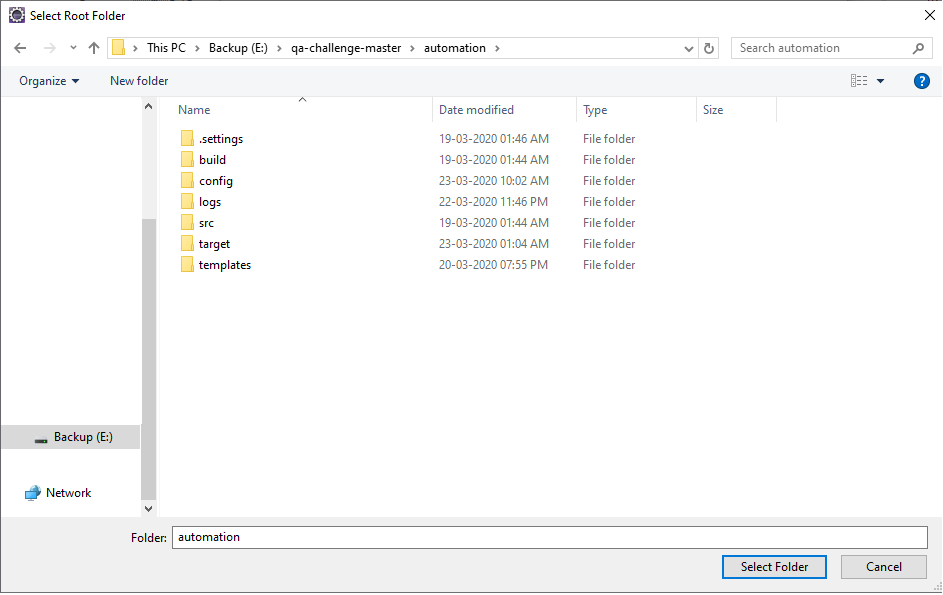 Select Root Folder
This PC > Backup (E:) > qa-challenge-master > automation > Search automation
Organize New folder ?
Name Date modified Type Size
.settings 19-03-2020 01:46 AM File folder
build 19-03-2020 01:44 AM File folder
config 23-03-2020 10:02 AM File folder
logs 22-03-2020 11:46 PM File folder
src 19-03-2020 01:44 AM File folder
target 23-03-2020 01:04 AM File folder
templates 20-03-2020 07:55 PM File folder
Backup (E:)
Network
Folder: automation
Select Folder Cancel